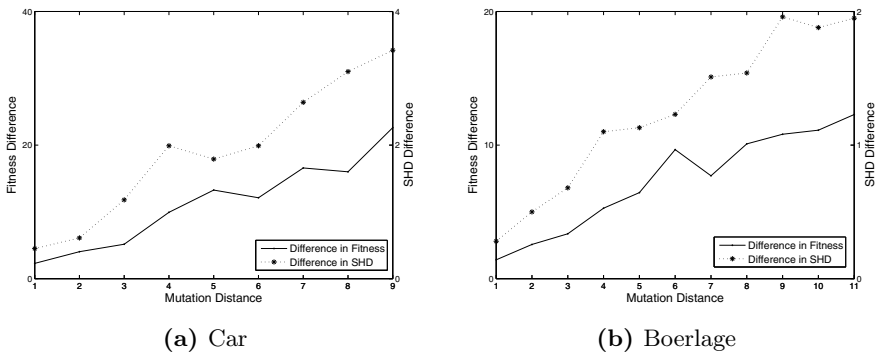 40
20
0
4
2
0
Fitness Difference
SHD Difference
Difference in Fitness
Difference in SHD
1 2 3 4 5 6 7 8 9
Mutation Distance
(a) Car
20
10
0
2
1
0
Fitness Difference
SHD Difference
Difference in Fitness
Difference in SHD
1 2 3 4 5 6 7 8 9 10 11
Mutation Distance
(b) Boerlage